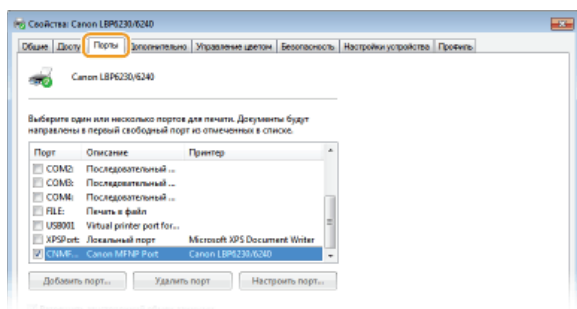 Свойства: Canon LBP6230/6240
Общие Досту Порты Дополнительно Управление цветом Безопасность Настройки устройства Профиль
Canon LBP6230/6240
Выберите один или несколько портов для печати. Документы будут
направлены в первый свободный порт из отмеченных в списке.
Порт Описание Принтер
COM2: Последовательный ...
COM3: Последовательный ...
COM4: Последовательный ...
FILE: Печать в файл
USB001 Virtual printer port for...
XPSPort: Локальный порт Microsoft XPS Document Writer
CNMF... Canon MFNP Port Canon LBP6230/6240
Добавить порт... Удалить порт Настроить порт...